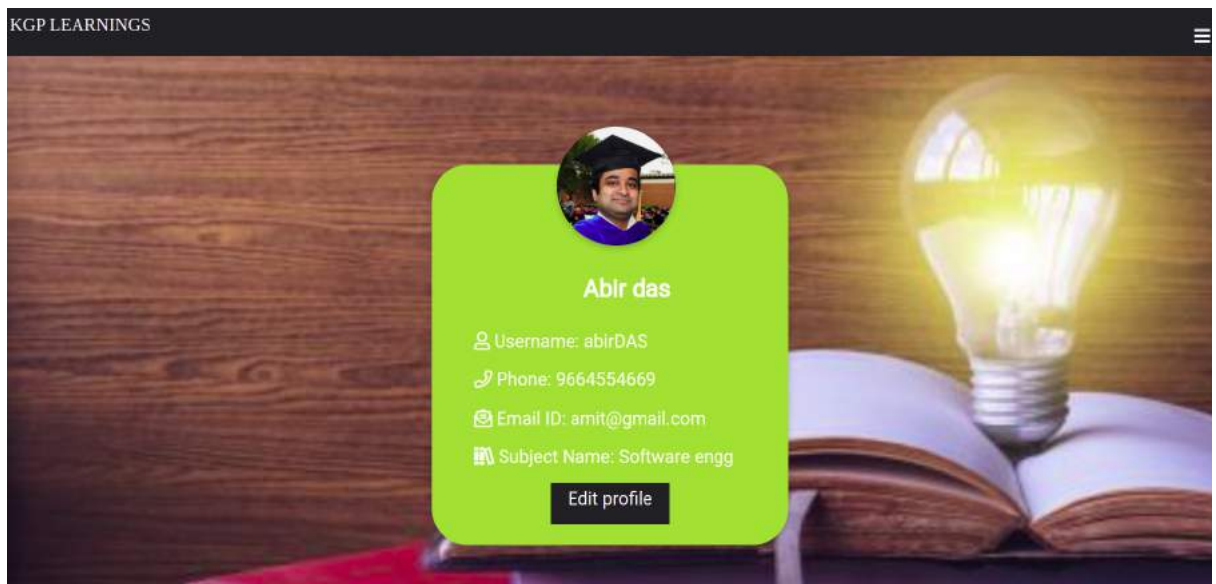 KGP LEARNINGS
Abir das
Username: abirDAS
Phone: 9664554669
Email ID: amit@gmail.com
Subject Name: Software engg
Edit profile